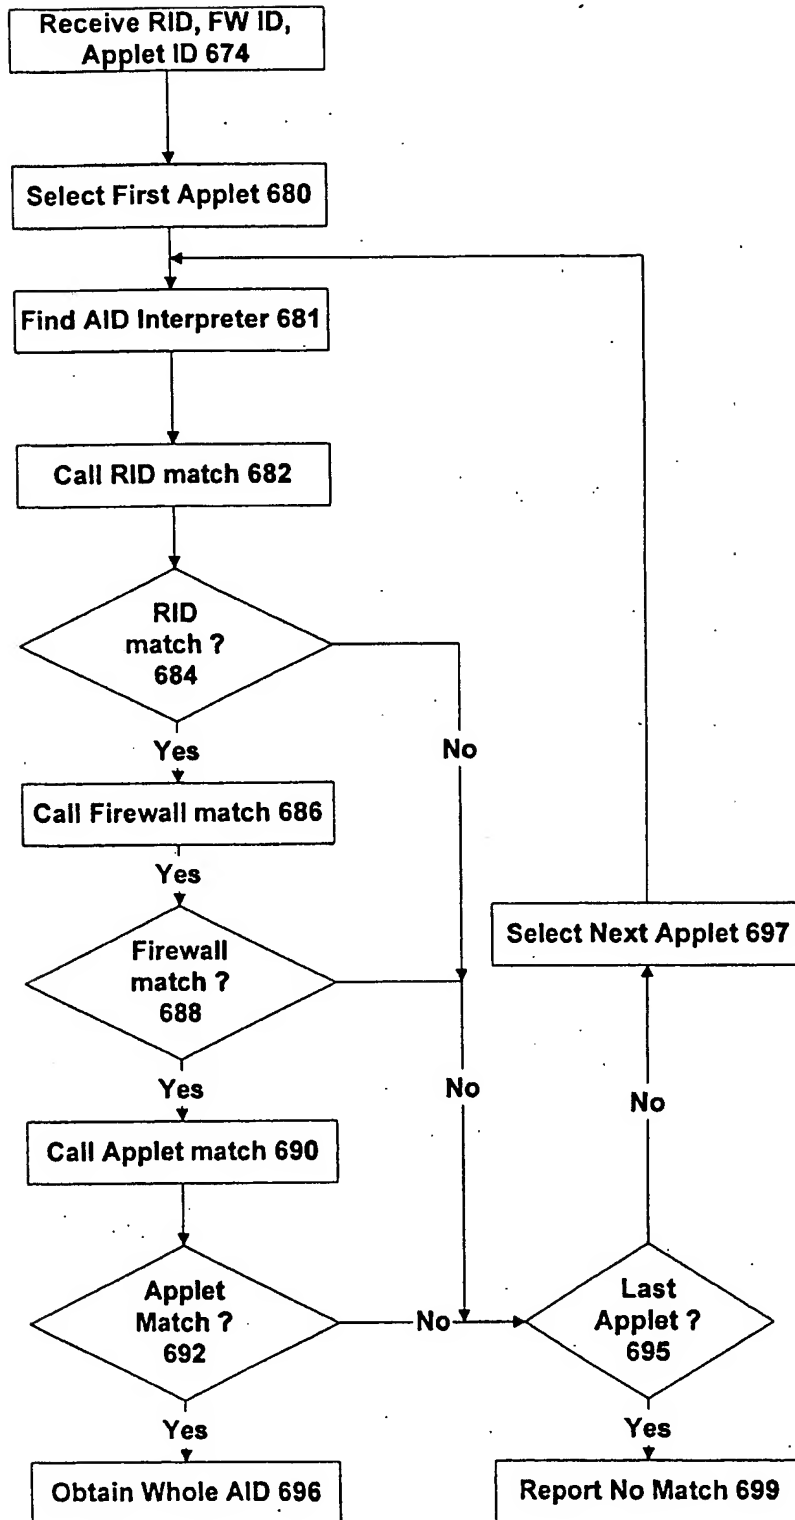 Receive RID, FW ID,
Applet ID 674
Select First Applet 680
Find AID Interpreter 681
Call RID match 682
RID
match ?
684
Yes
No
Call Firewall match 686
Yes
Firewall
match ?
688
Select Next Applet 697
Yes
No
No
Call Applet match 690
Applet
Match ?
692
No
Last
Applet ?
695
Yes
Yes
Obtain Whole AID 696
Report No Match 699